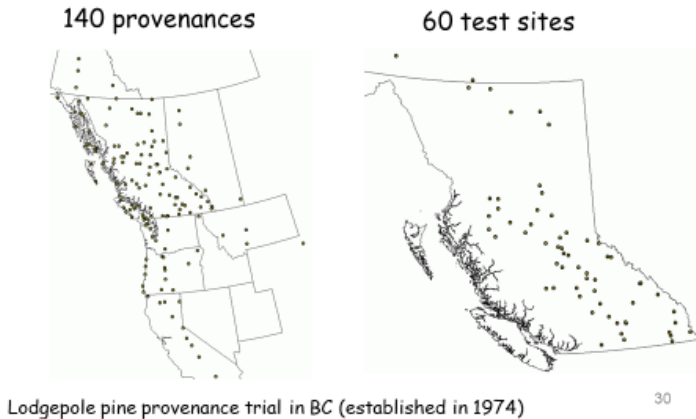 140 provenances
60 test sites
Lodgepole pine provenance trial in BC (established in 1974)
30